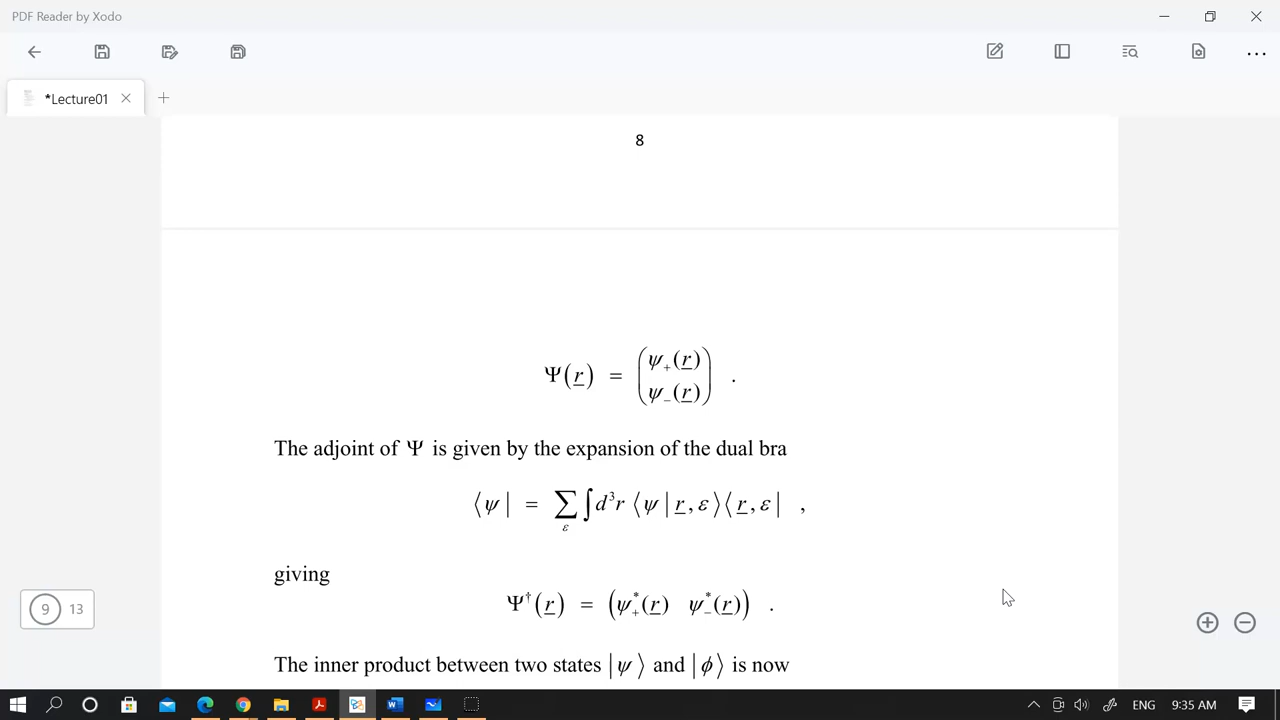 PDF Reader by Xodo
*Lecture01
8
Ψ(r) = (ψ₊(r) ψ₋(r)) .
The adjoint of Ψ is given by the expansion of the dual bra
⟨ψ| = ∑ε ∫d³r ⟨ψ|r,ε⟩⟨r,ε| ,
giving
Ψ†(r) = (ψ₊*(r) ψ₋*(r)) .
9 13
The inner product between two states |ψ⟩ and |ϕ⟩ is now
ENG 9:35 AM